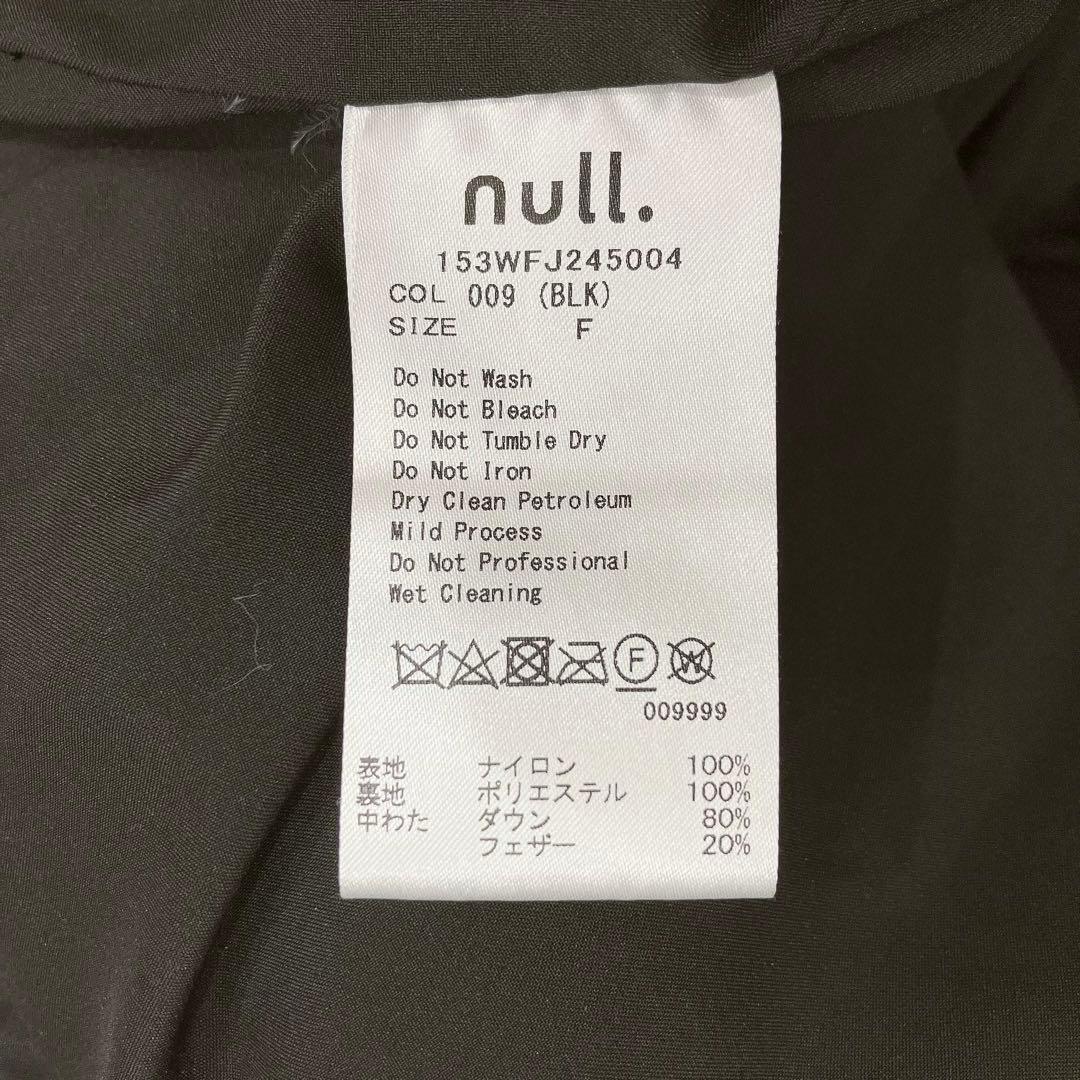 null.
153WFJ245004
COL 009 (BLK)
SIZE F
Do Not Wash
Do Not Bleach
Do Not Tumble Dry
Do Not Iron
Dry Clean Petroleum
Mild Process
Do Not Professional
Wet Cleaning
F W
009999
表地 ナイロン 100%
裏地 ポリエステル 100%
中わた ダウン 80%
フェザー 20%